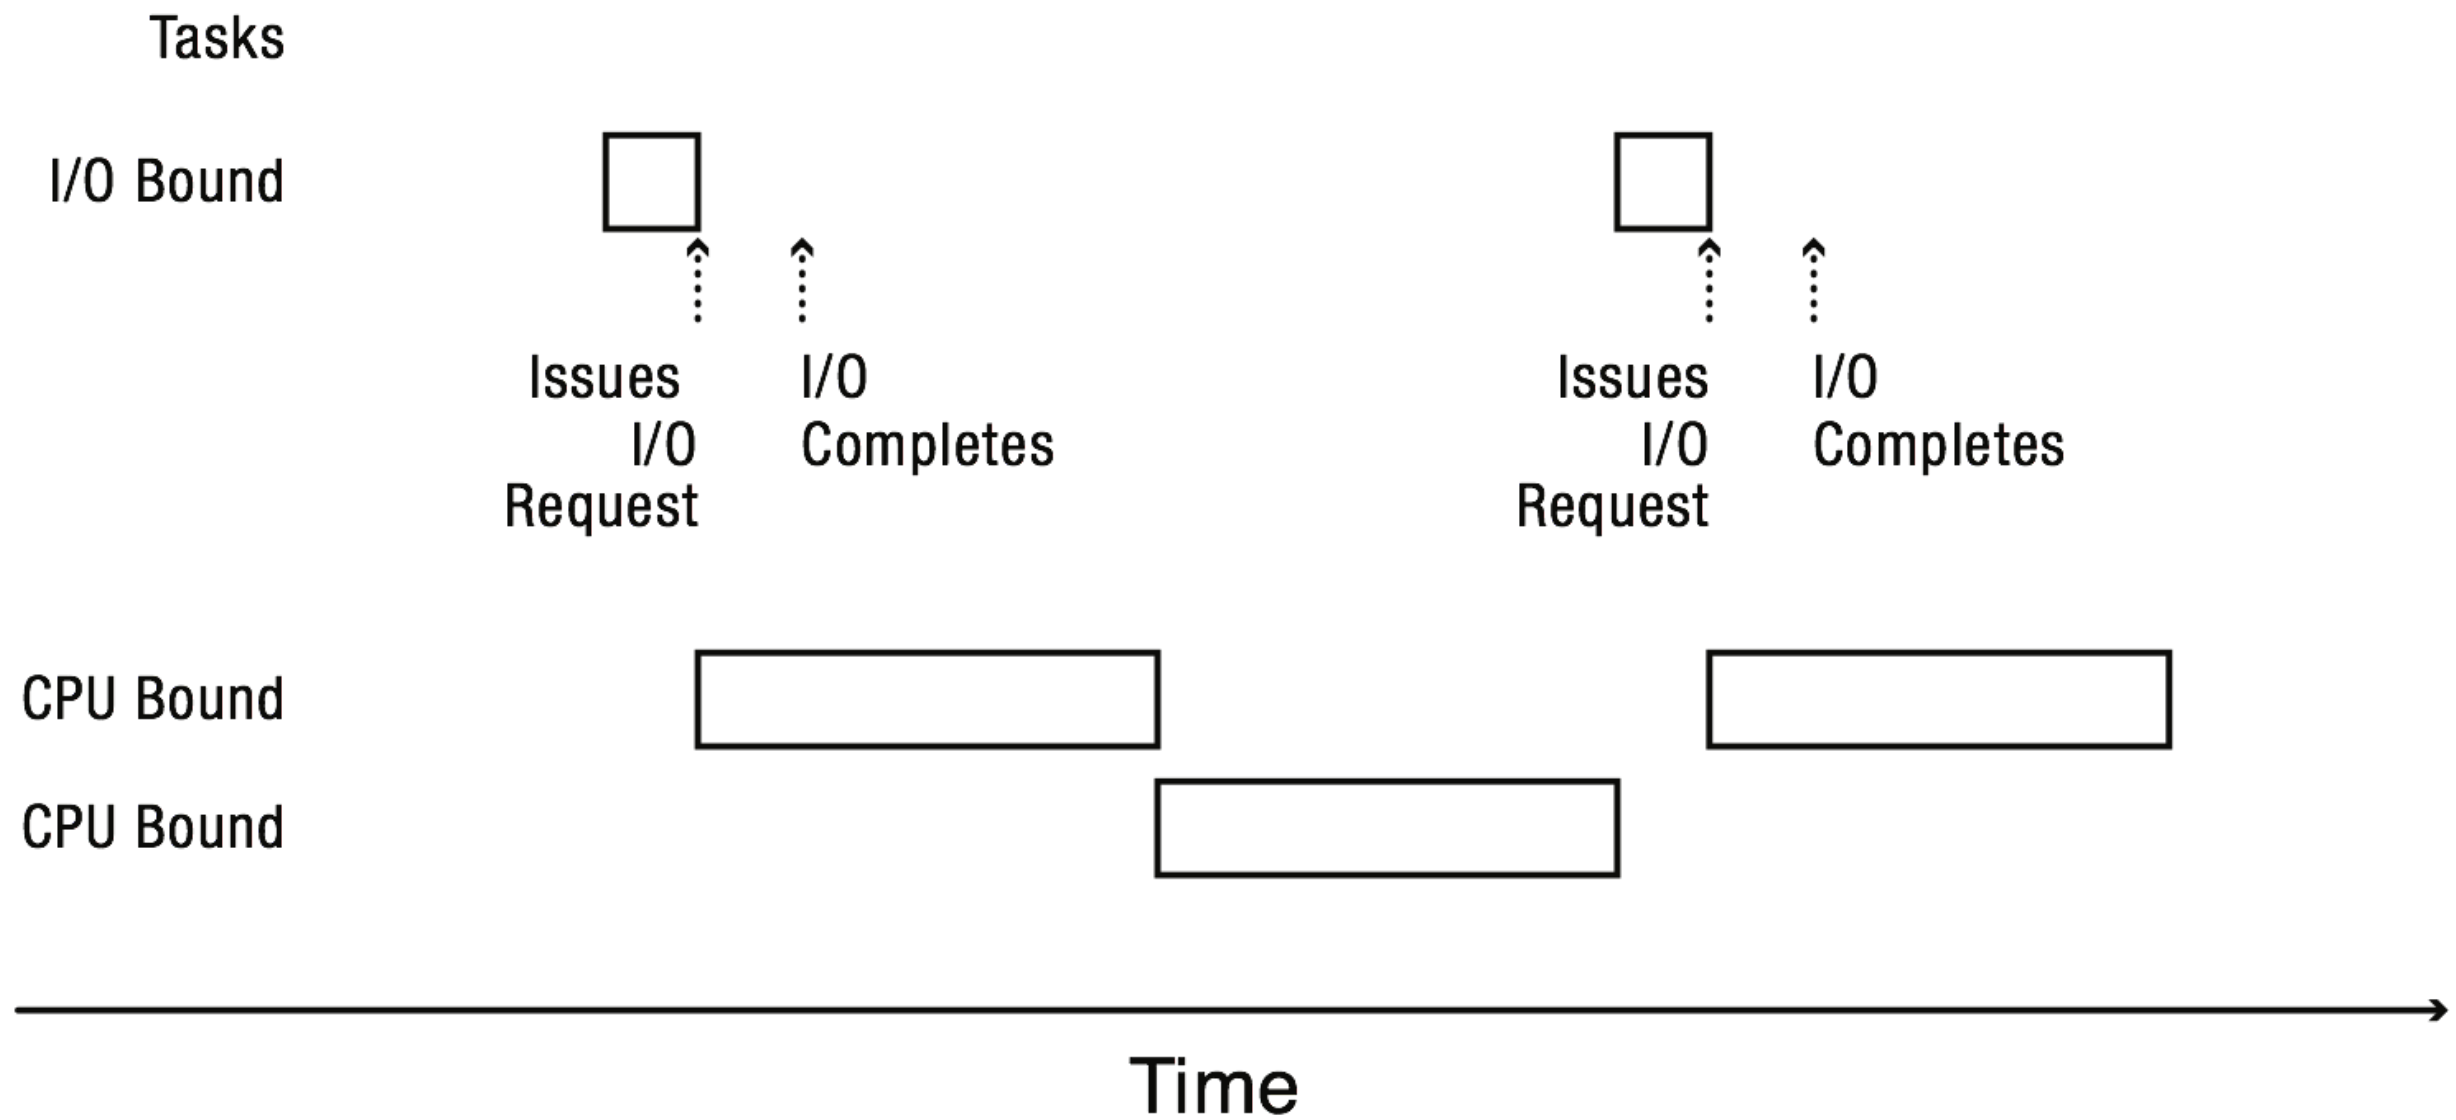 Tasks
I/O Bound
Issues
I/O
Request
I/O
Completes
Issues
I/O
Request
I/O
Completes
CPU Bound
CPU Bound
Time